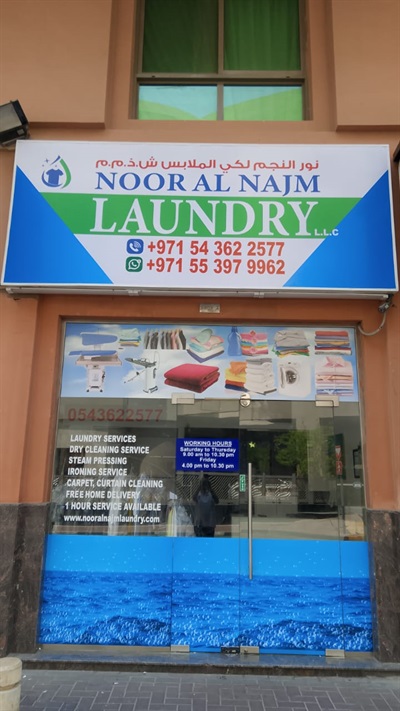 نور النجم لكي الملابس ش.ذ.م.م
NOOR AL NAJM
LAUNDRY L.L.C
+971 54 362 2577
+971 55 397 9962
0543622577
LAUNDRY SERVICES
DRY CLEANING SERVICE
STEAM PRESSING
IRONING SERVICE
CARPET, CURTAIN CLEANING
FREE HOME DELIVERY
1 HOUR SERVICE AVAILABLE
www.nooralnajmlaundry.com
WORKING HOURS
Saturday to Thursday
9.00 am to 10.30 pm
Friday
4.00 pm to 10.30 pm